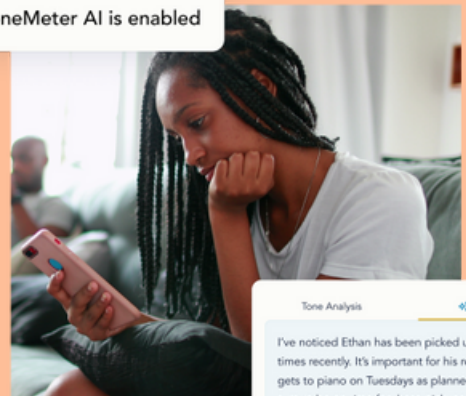 neMeter AI is enabled
Tone Analysis
I've noticed Ethan has been picked u
times recently. It's important for his r
gets to piano on Tuesdays as planne